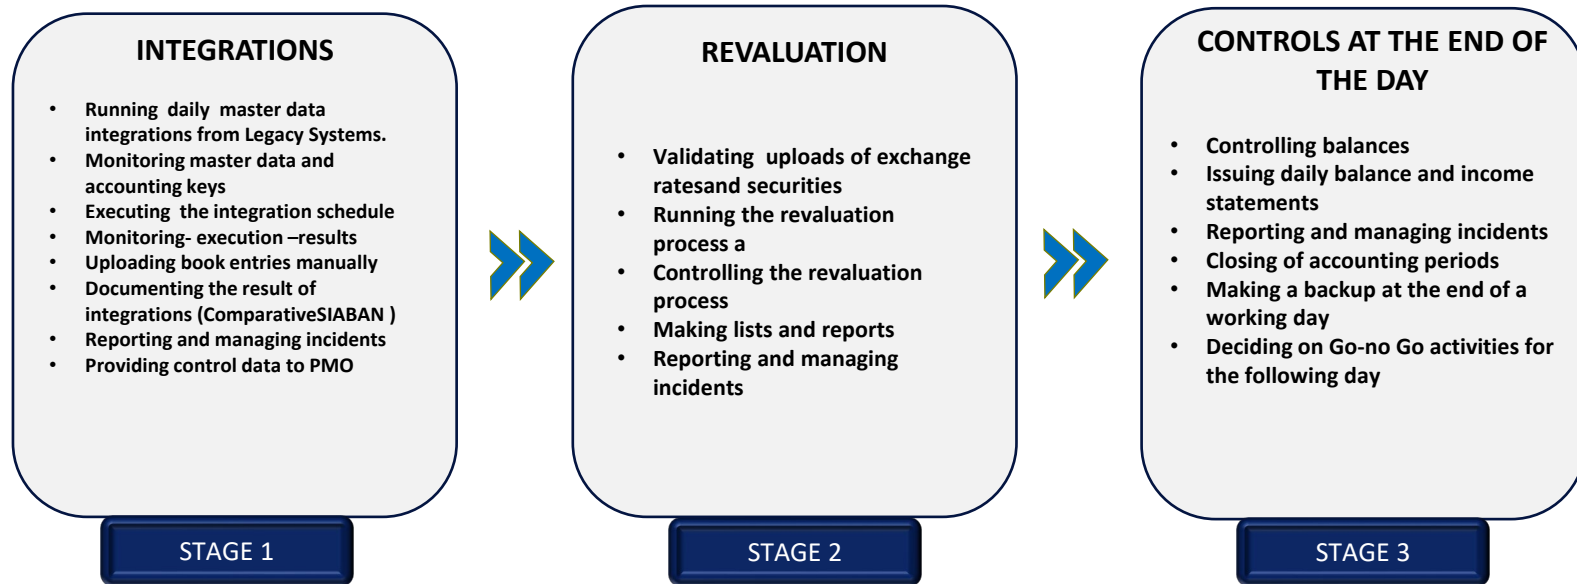 INTEGRATIONS
• Running daily master data
integrations from Legacy Systems.
• Monitoring master data and
accounting keys
• Executing the integration schedule
• Monitoring- execution –results
• Uploading book entries manually
• Documenting the result of
integrations (ComparativeSIABAN )
• Reporting and managing incidents
• Providing control data to PMO
STAGE 1
REVALUATION
• Validating uploads of exchange
ratesand securities
• Running the revaluation
process a
• Controlling the revaluation
process
• Making lists and reports
• Reporting and managing
incidents
STAGE 2
CONTROLS AT THE END OF
THE DAY
• Controlling balances
• Issuing daily balance and income
statements
• Reporting and managing incidents
• Closing of accounting periods
• Making a backup at the end of a
working day
• Deciding on Go-no Go activities for
the following day
STAGE 3